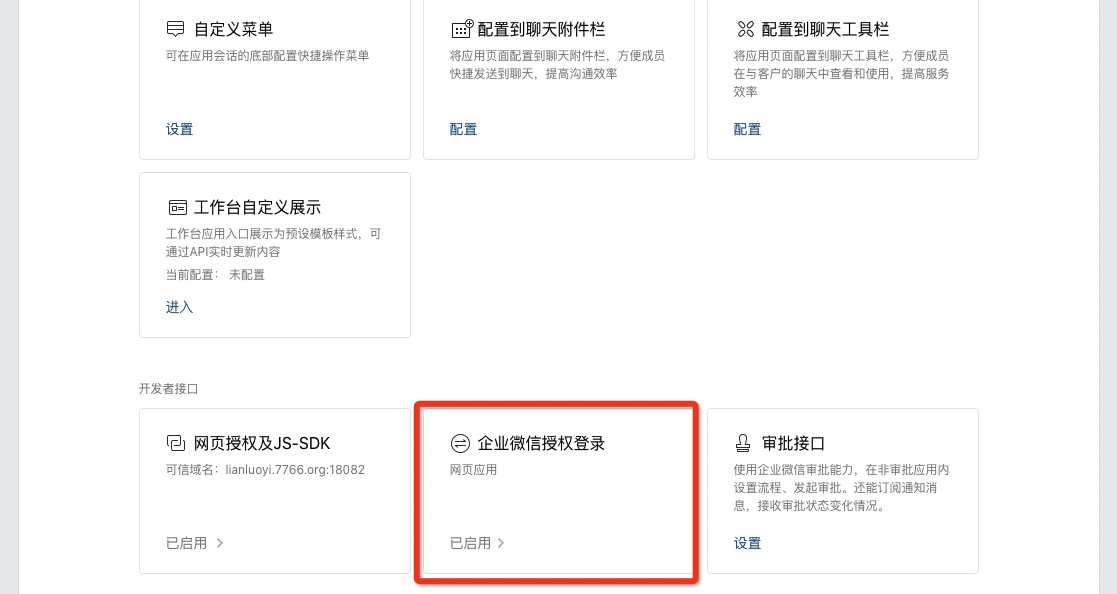 自定义菜单
可在应用会话的底部配置快捷操作菜单
设置
配置到聊天附件栏
将应用页面配置到聊天附件栏，方便成员
快捷发送到聊天，提高沟通效率
配置
配置到聊天工具栏
将应用页面配置到聊天工具栏，方便成员
在与客户的聊天中查看和使用，提高服务
效率
配置
工作台自定义展示
工作台应用入口展示为预设模板样式，可
通过API实时更新内容
当前配置： 未配置
进入
开发者接口
网页授权及JS-SDK
可信域名：lianluoyi.7766.org:18082
已启用
企业微信授权登录
网页应用
已启用
审批接口
使用企业微信审批能力，在非审批应用内
设置流程、发起审批。还能订阅通知消
息，接收审批状态变化情况。
设置